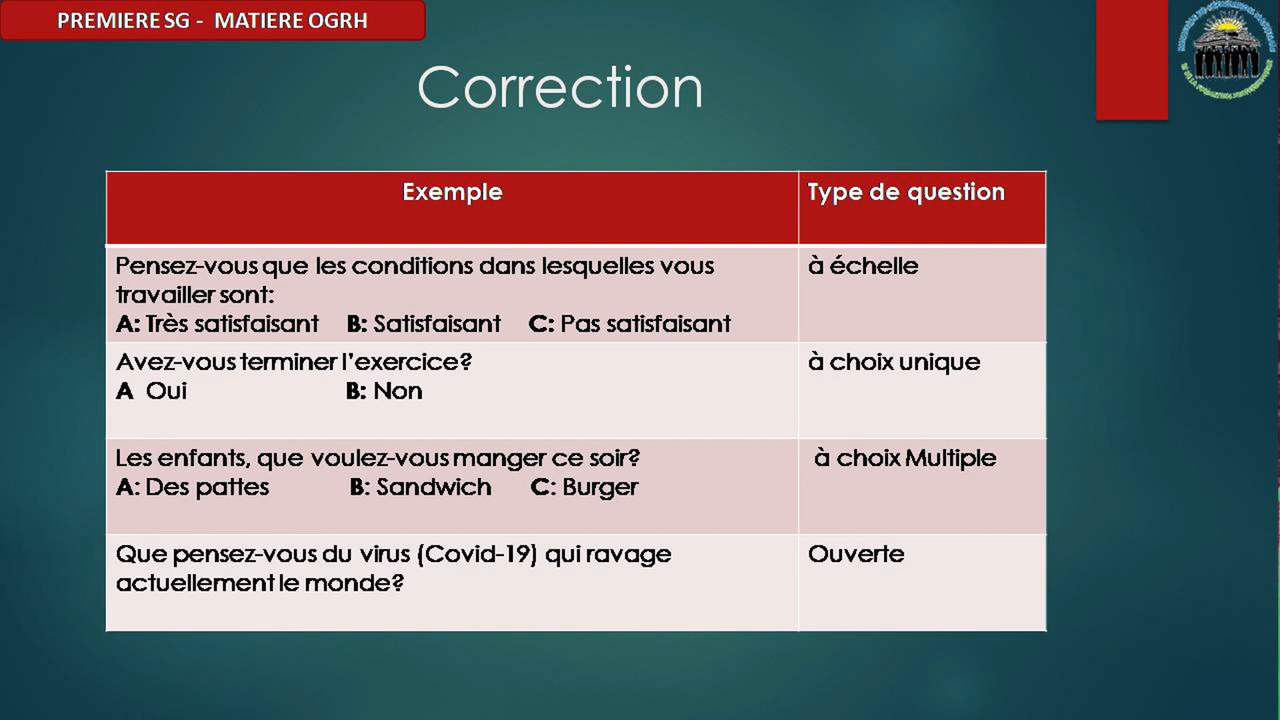 PREMIERE SG - MATIERE OGRH
Correction
Exemple
Type de question
Pensez-vous que les conditions dans lesquelles vous
travailler sont:
A: Très satisfaisant B: Satisfaisant C: Pas satisfaisant
à échelle
Avez-vous terminer l'exercice?
A Oui B: Non
à choix unique
Les enfants, que voulez-vous manger ce soir?
A: Des pattes B: Sandwich C: Burger
à choix Multiple
Que pensez-vous du virus (Covid-19) qui ravage
actuellement le monde?
Ouverte